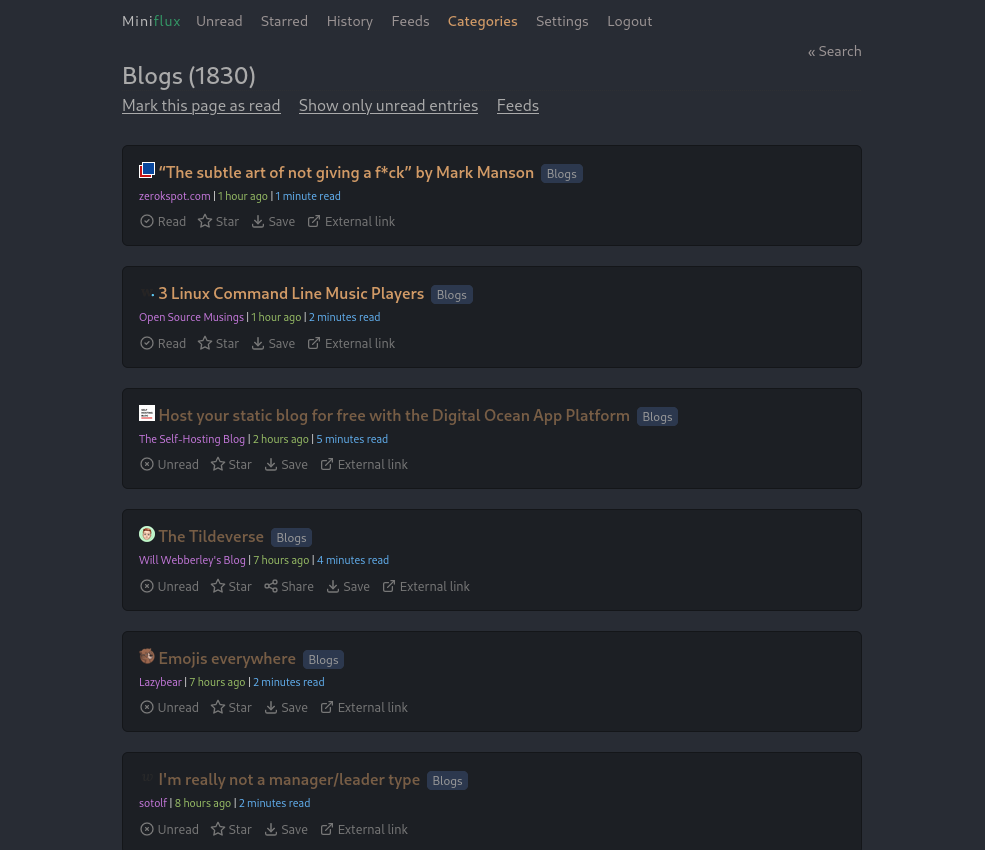 Miniflux Unread Starred History Feeds Categories Settings Logout
« Search
Blogs (1830)
Mark this page as read Show only unread entries Feeds
“The subtle art of not giving a f*ck” by Mark Manson Blogs
zerokspot.com | 1 hour ago | 1 minute read
Read Star Save External link
3 Linux Command Line Music Players Blogs
Open Source Musings | 1 hour ago | 2 minutes read
Read Star Save External link
Host your static blog for free with the Digital Ocean App Platform Blogs
The Self-Hosting Blog | 2 hours ago | 5 minutes read
Unread Star Save External link
The Tildeverse Blogs
Will Webberley's Blog | 7 hours ago | 4 minutes read
Unread Star Share Save External link
Emojis everywhere Blogs
Lazybear | 7 hours ago | 2 minutes read
Unread Star Save External link
I'm really not a manager/leader type Blogs
sotolf | 8 hours ago | 2 minutes read
Unread Star Save External link